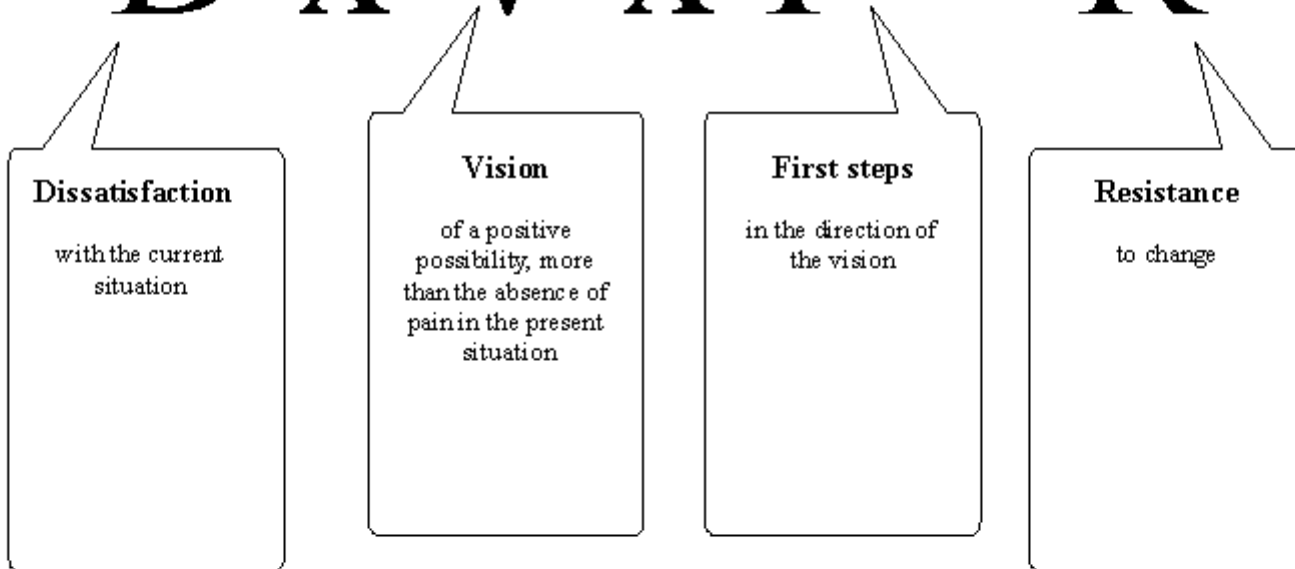 Dissatisfaction
with the current
situation
Vision
of a positive
possibility, more
than the absence of
pain in the present
situation
First steps
in the direction of
the vision
Resistance
to change